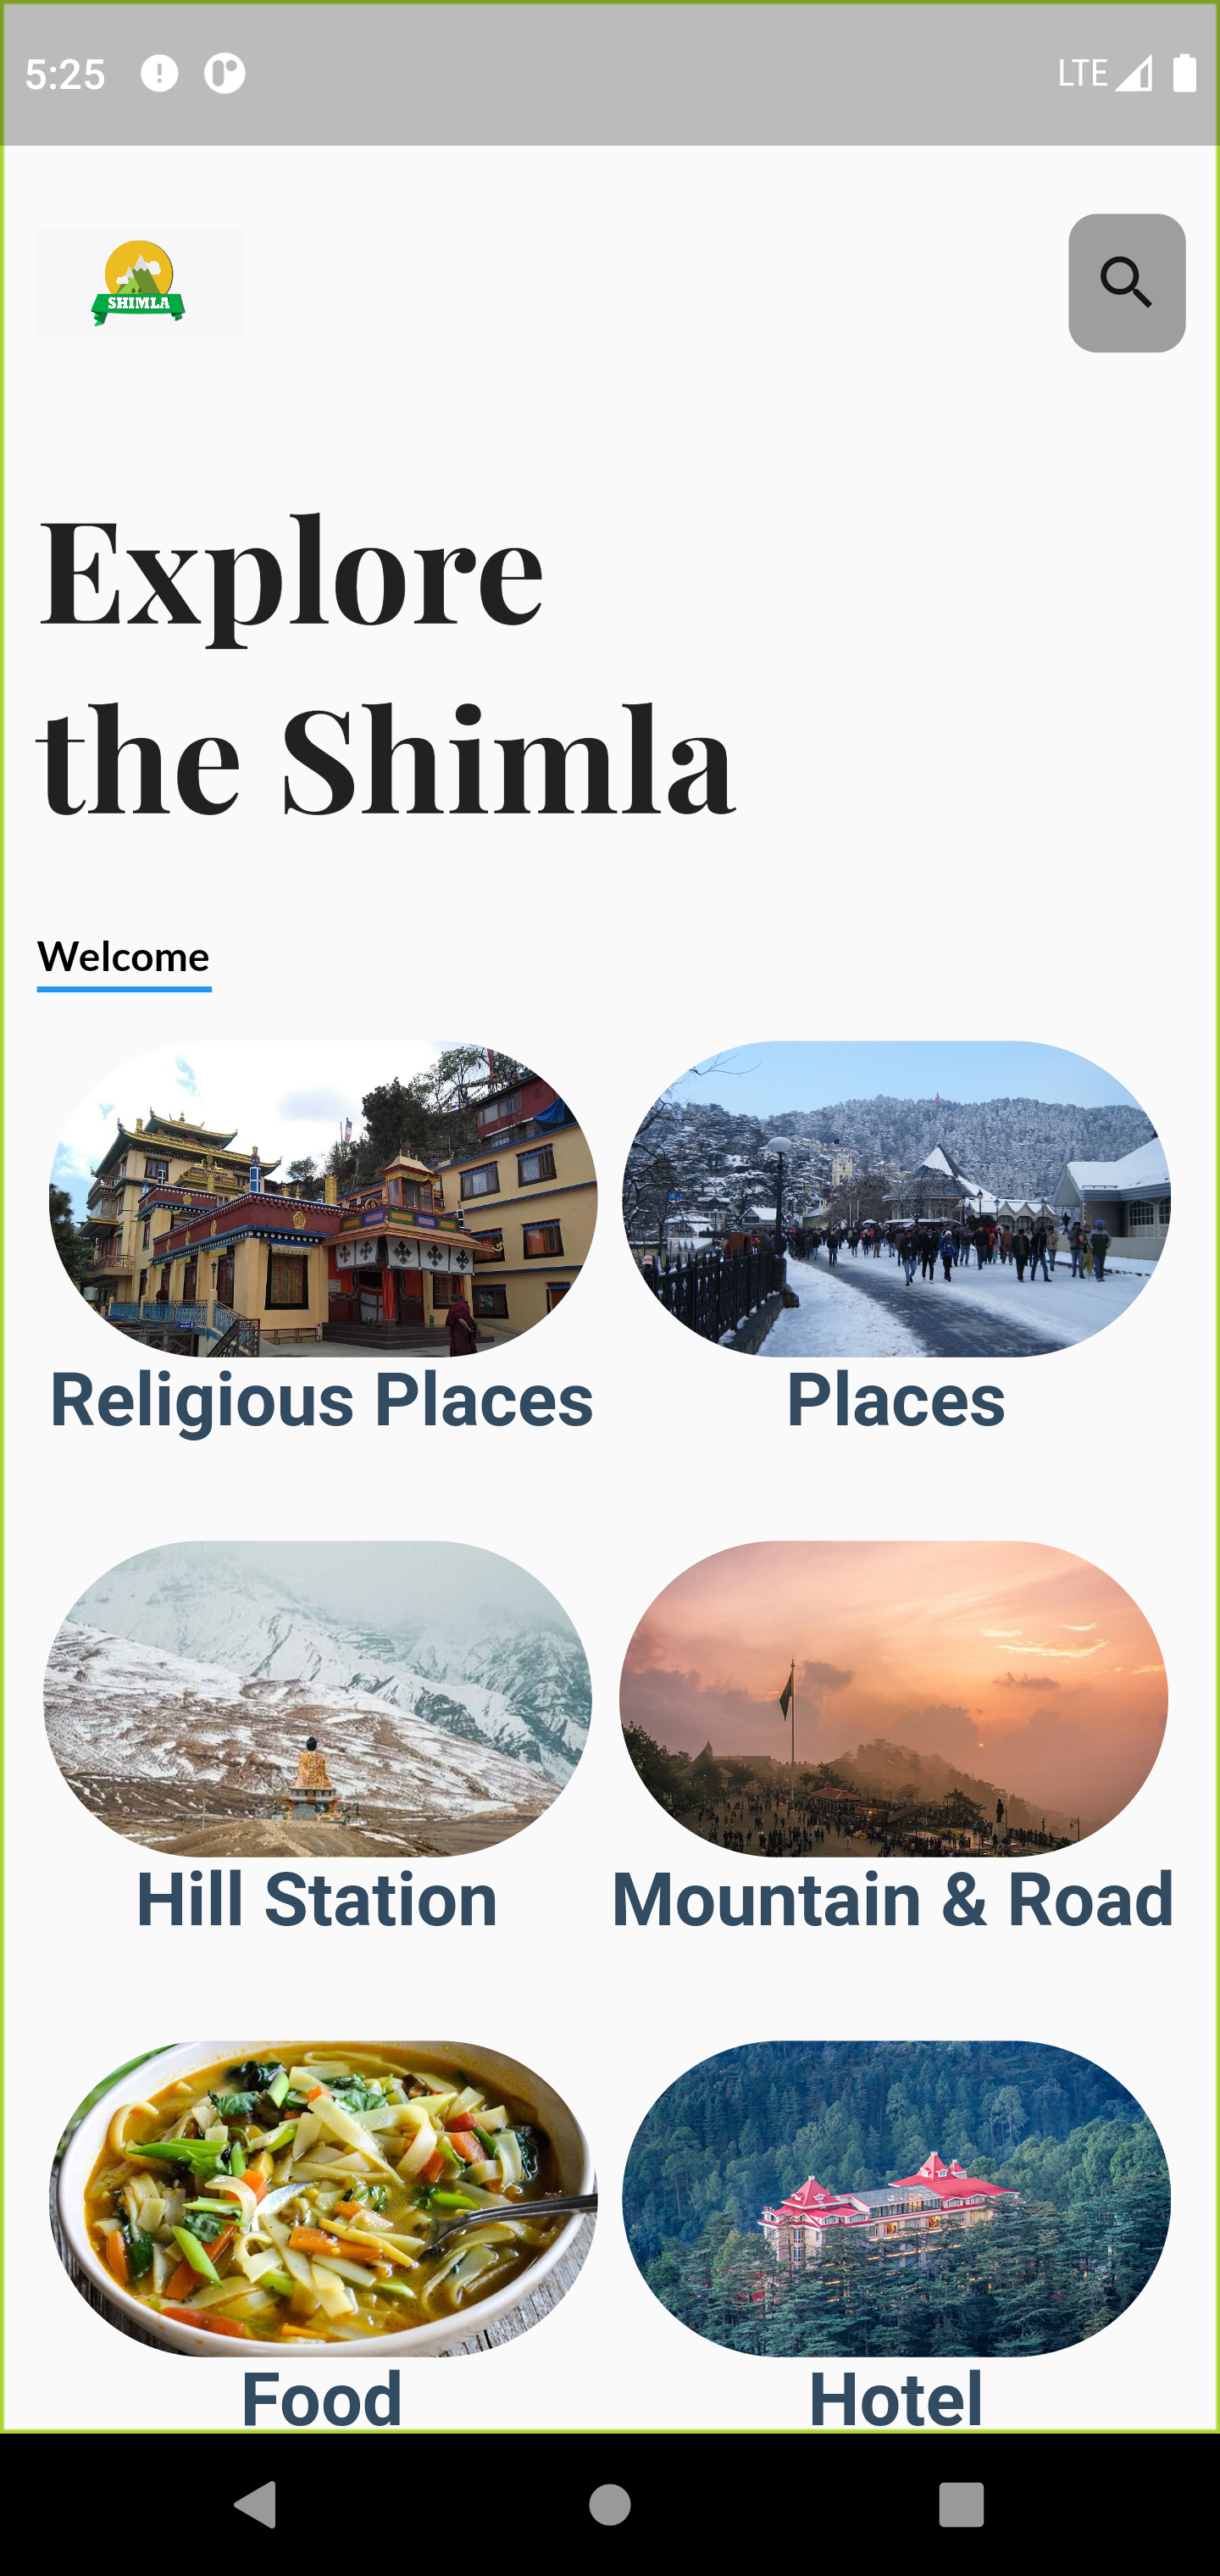 5:25
LTE
SHIMLA
Explore
the Shimla
Welcome
Religious Places
Places
Hill Station
Mountain & Road
Food
Hotel